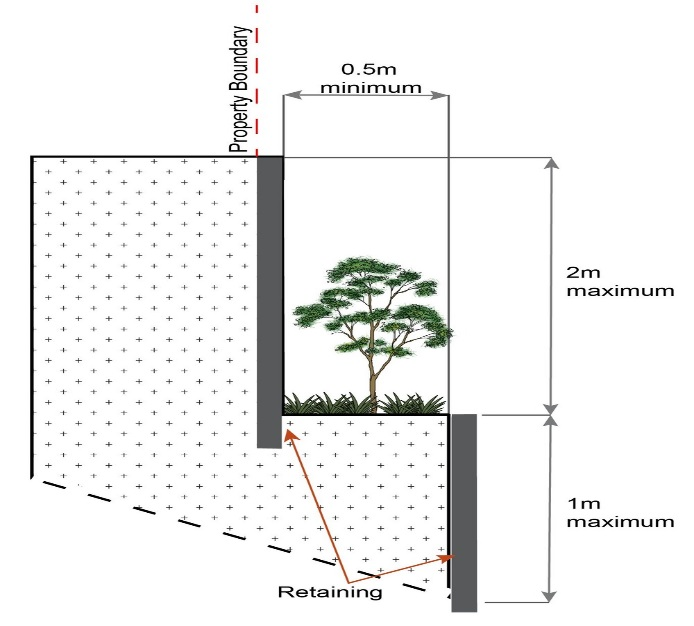 Property Boundary
0.5m
minimum
2m
maximum
1m
maximum
Retaining